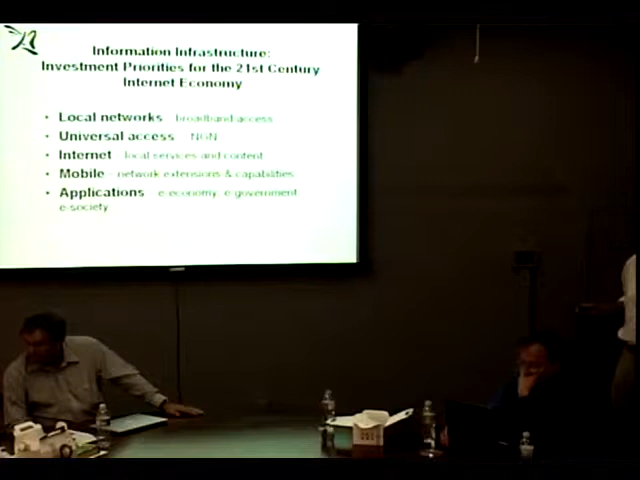 Information Infrastructure:
Investment Priorities for the 21st Century
Internet Economy
• Local networks – broadband access
• Universal access – NGN
• Internet – local services and content
• Mobile – network extensions & capabilities
• Applications – e-economy, e-government
e-society